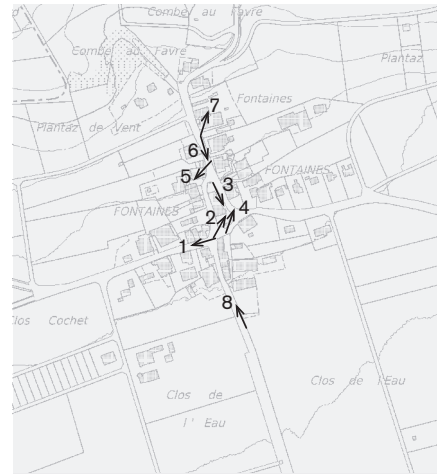 Combe au Favre
Combe au Favre
Plantaz
7
Fontaines
Plantaz de Vent
6
5
FONTAINES
3
FONTAINES
2
4
1
8
Clos Cochet
Clos de l'Eau
Clos de
l'Eau